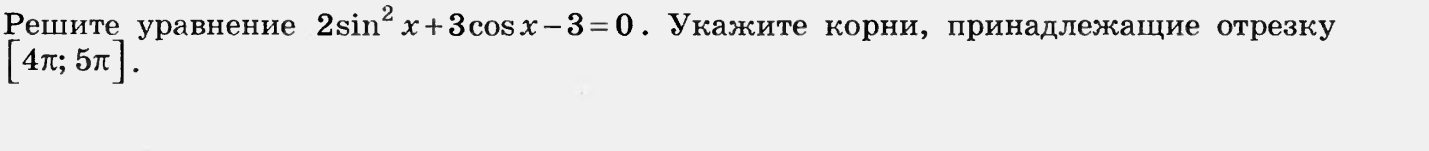 Решите уравнение 2sin² x+3cos x−3=0. Укажите корни, принадлежащие отрезку
[4π; 5π].